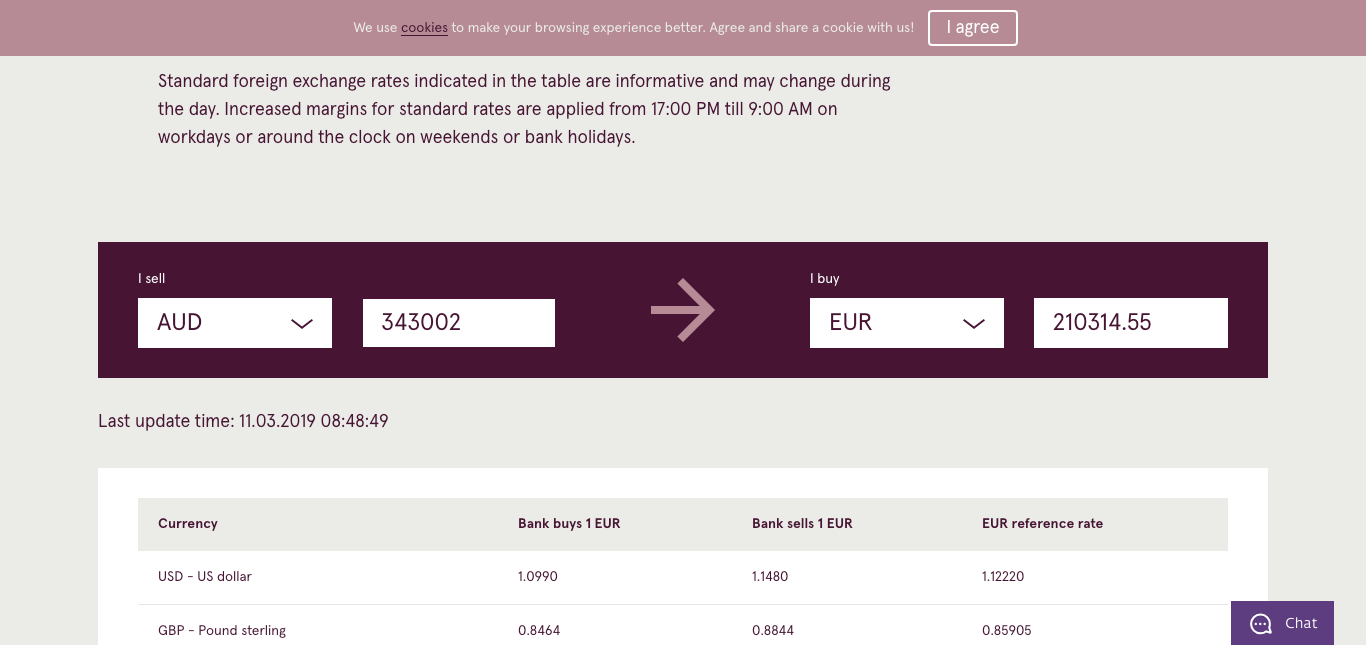 We use cookies to make your browsing experience better. Agree and share a cookie with us! I agree
Standard foreign exchange rates indicated in the table are informative and may change during
the day. Increased margins for standard rates are applied from 17:00 PM till 9:00 AM on
workdays or around the clock on weekends or bank holidays.
I sell I buy
AUD 343002 EUR 210314.55
Last update time: 11.03.2019 08:48:49
Currency Bank buys 1 EUR Bank sells 1 EUR EUR reference rate
USD - US dollar 1.0990 1.1480 1.12220
GBP - Pound sterling 0.8464 0.8844 0.85905
Chat